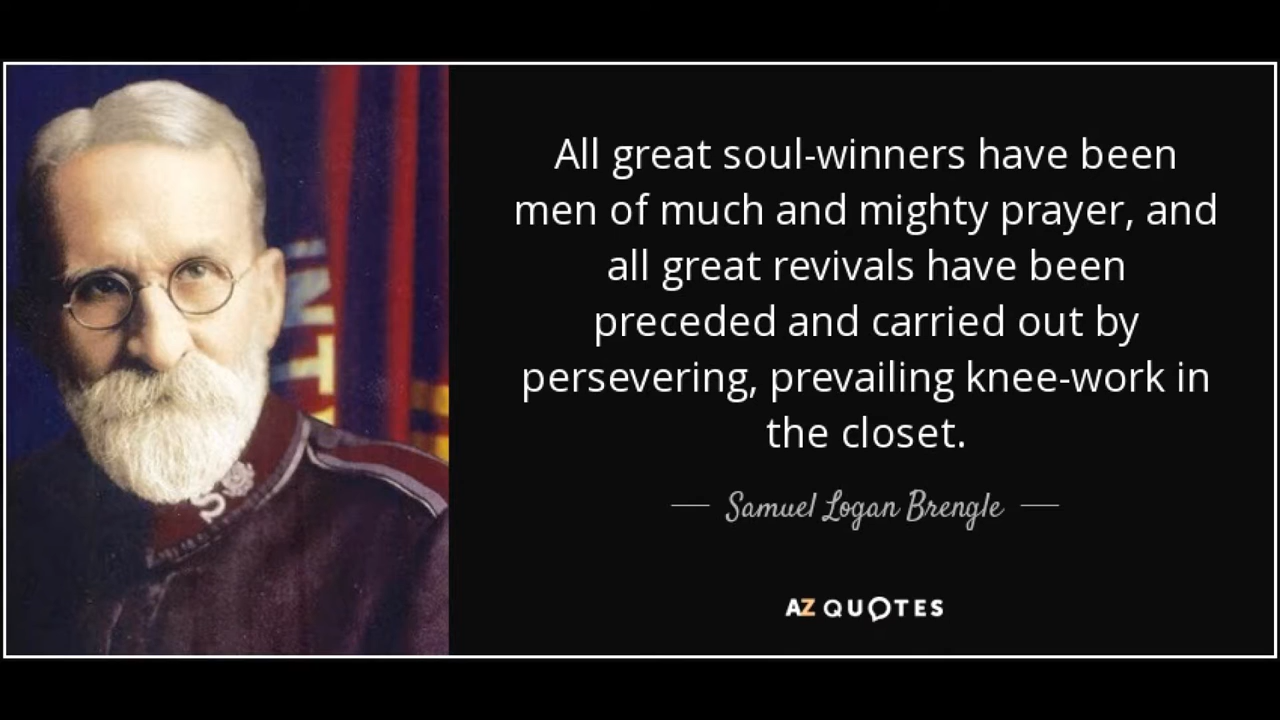 All great soul-winners have been
men of much and mighty prayer, and
all great revivals have been
preceded and carried out by
persevering, prevailing knee-work in
the closet.
Samuel Logan Brengle
AZ QUOTES
S